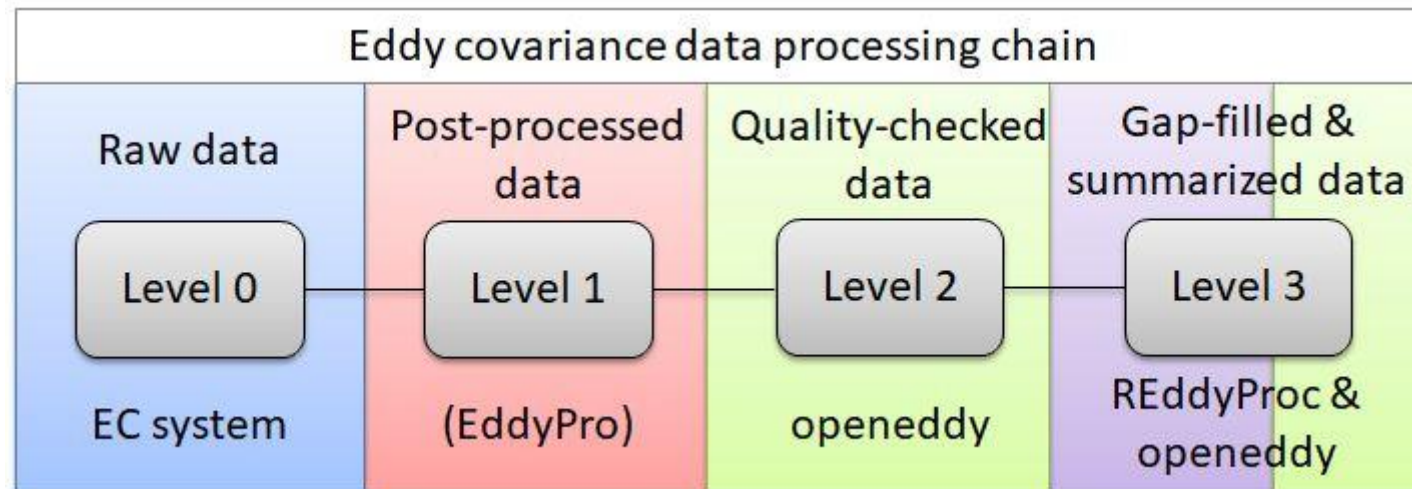 Eddy covariance data processing chain
Raw data
Level 0
EC system
Post-processed
data
Level 1
(EddyPro)
Quality-checked
data
Level 2
openeddy
Gap-filled &
summarized data
Level 3
REddyProc &
openeddy